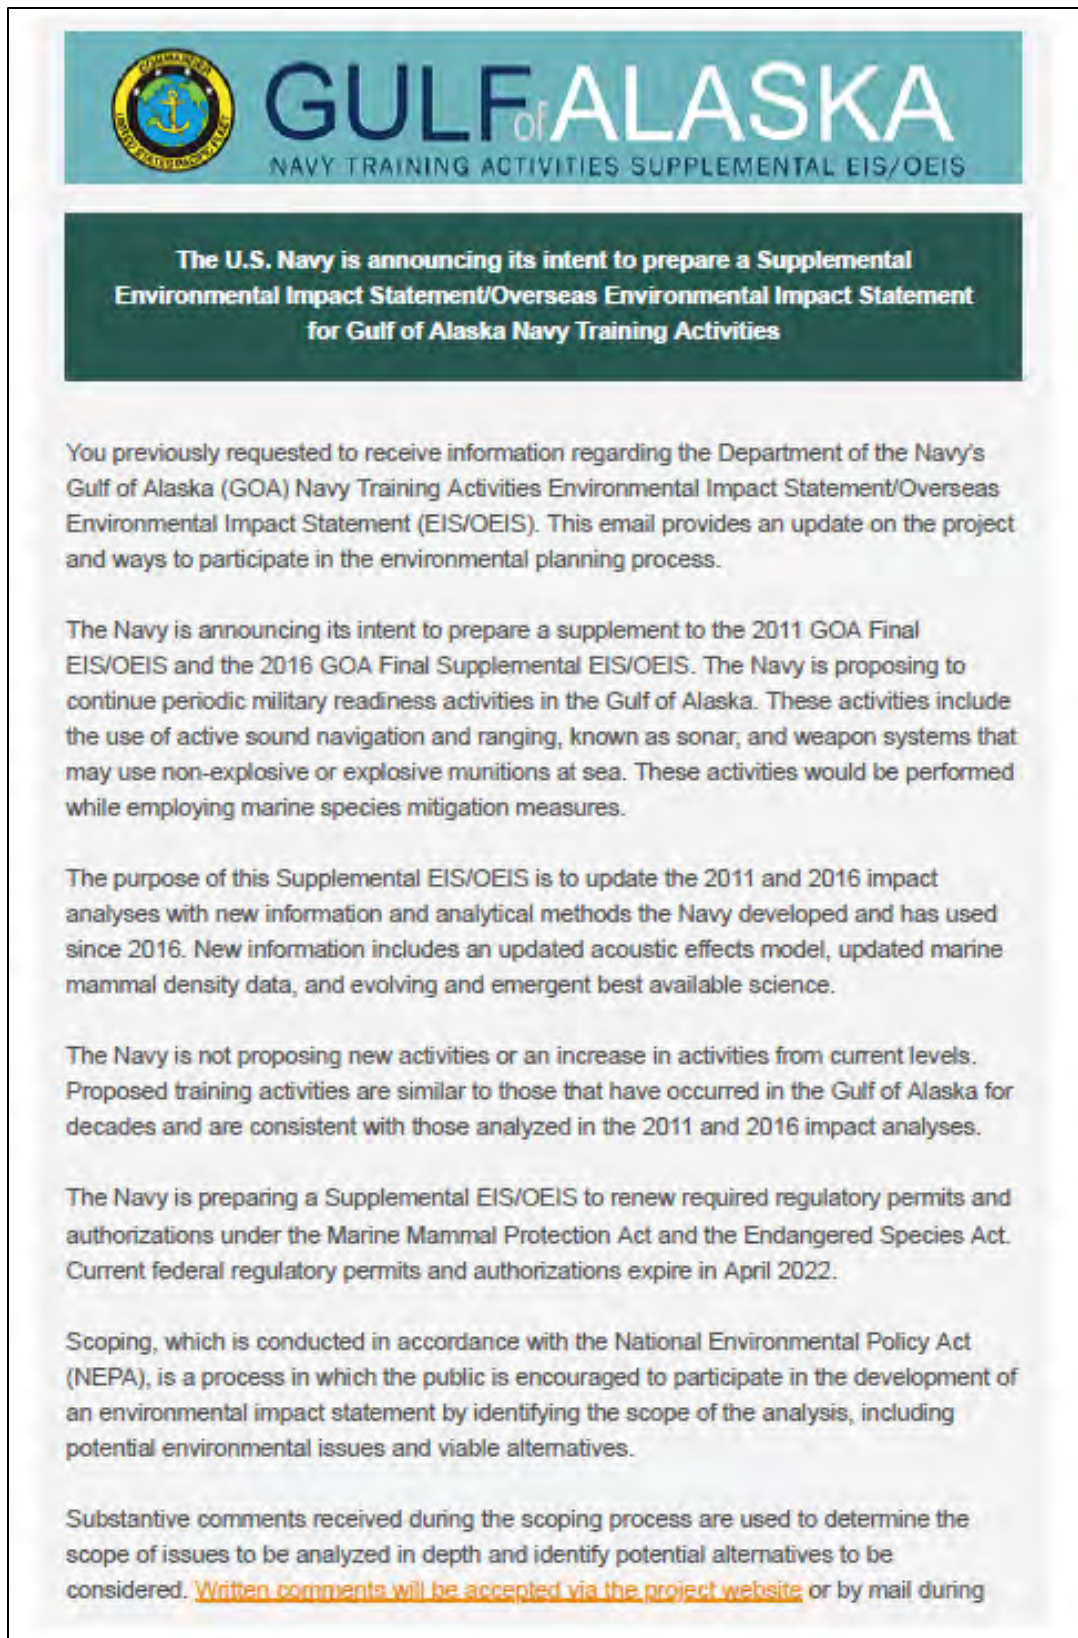 COMMANDER
UNITED STATES PACIFIC FLEET
GULF of ALASKA
NAVY TRAINING ACTIVITIES SUPPLEMENTAL EIS/OEIS
The U.S. Navy is announcing its intent to prepare a Supplemental
Environmental Impact Statement/Overseas Environmental Impact Statement
for Gulf of Alaska Navy Training Activities
You previously requested to receive information regarding the Department of the Navy's
Gulf of Alaska (GOA) Navy Training Activities Environmental Impact Statement/Overseas
Environmental Impact Statement (EIS/OEIS). This email provides an update on the project
and ways to participate in the environmental planning process.
The Navy is announcing its intent to prepare a supplement to the 2011 GOA Final
EIS/OEIS and the 2016 GOA Final Supplemental EIS/OEIS. The Navy is proposing to
continue periodic military readiness activities in the Gulf of Alaska. These activities include
the use of active sound navigation and ranging, known as sonar, and weapon systems that
may use non-explosive or explosive munitions at sea. These activities would be performed
while employing marine species mitigation measures.
The purpose of this Supplemental EIS/OEIS is to update the 2011 and 2016 impact
analyses with new information and analytical methods the Navy developed and has used
since 2016. New information includes an updated acoustic effects model, updated marine
mammal density data, and evolving and emergent best available science.
The Navy is not proposing new activities or an increase in activities from current levels.
Proposed training activities are similar to those that have occurred in the Gulf of Alaska for
decades and are consistent with those analyzed in the 2011 and 2016 impact analyses.
The Navy is preparing a Supplemental EIS/OEIS to renew required regulatory permits and
authorizations under the Marine Mammal Protection Act and the Endangered Species Act.
Current federal regulatory permits and authorizations expire in April 2022.
Scoping, which is conducted in accordance with the National Environmental Policy Act
(NEPA), is a process in which the public is encouraged to participate in the development of
an environmental impact statement by identifying the scope of the analysis, including
potential environmental issues and viable alternatives.
Substantive comments received during the scoping process are used to determine the
scope of issues to be analyzed in depth and identify potential alternatives to be
considered. Written comments will be accepted via the project website or by mail during